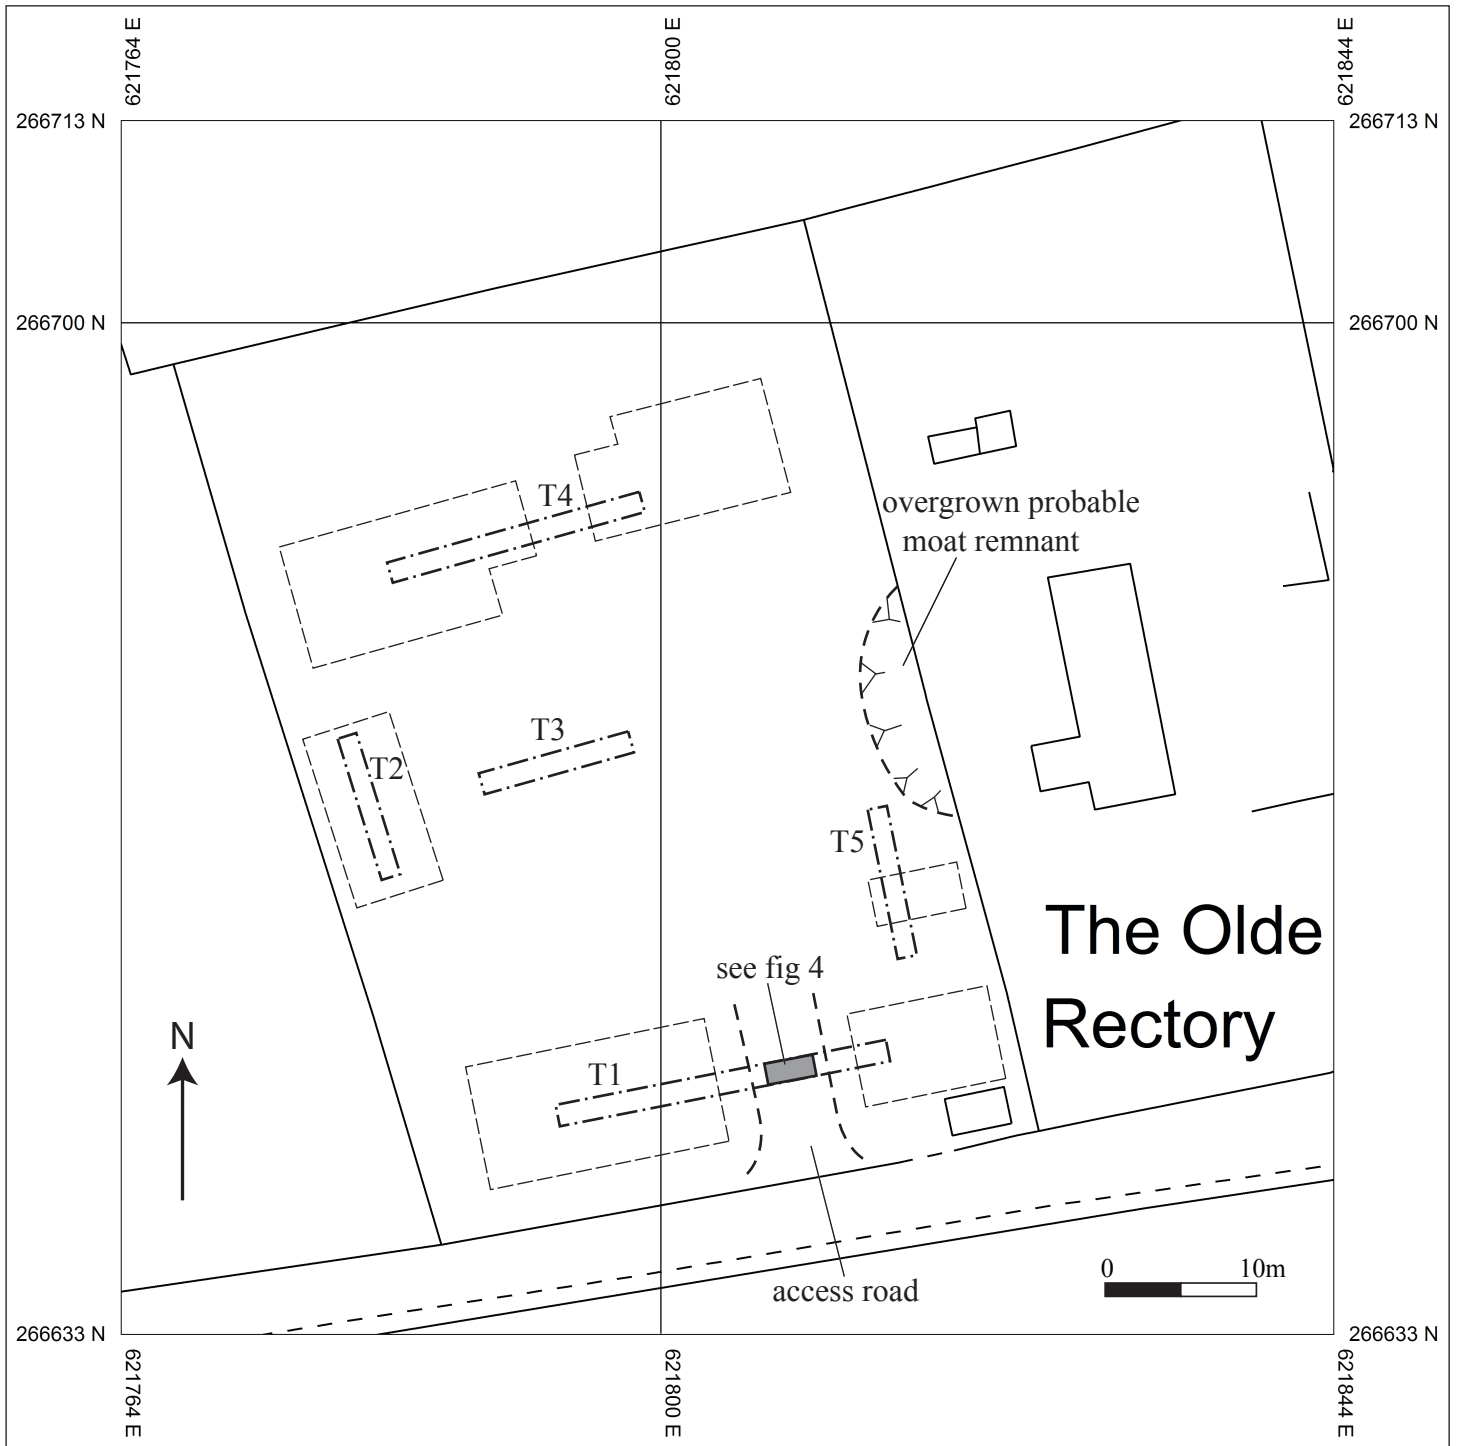 621764 E
621800 E
621844 E
266713 N
266713 N
266700 N
266700 N
T4
overgrown probable
moat remnant
T3
T2
T5
The Olde
see fig 4
Rectory
N
T1
0
10m
access road
266633 N
266633 N
621764 E
621800 E
621844 E